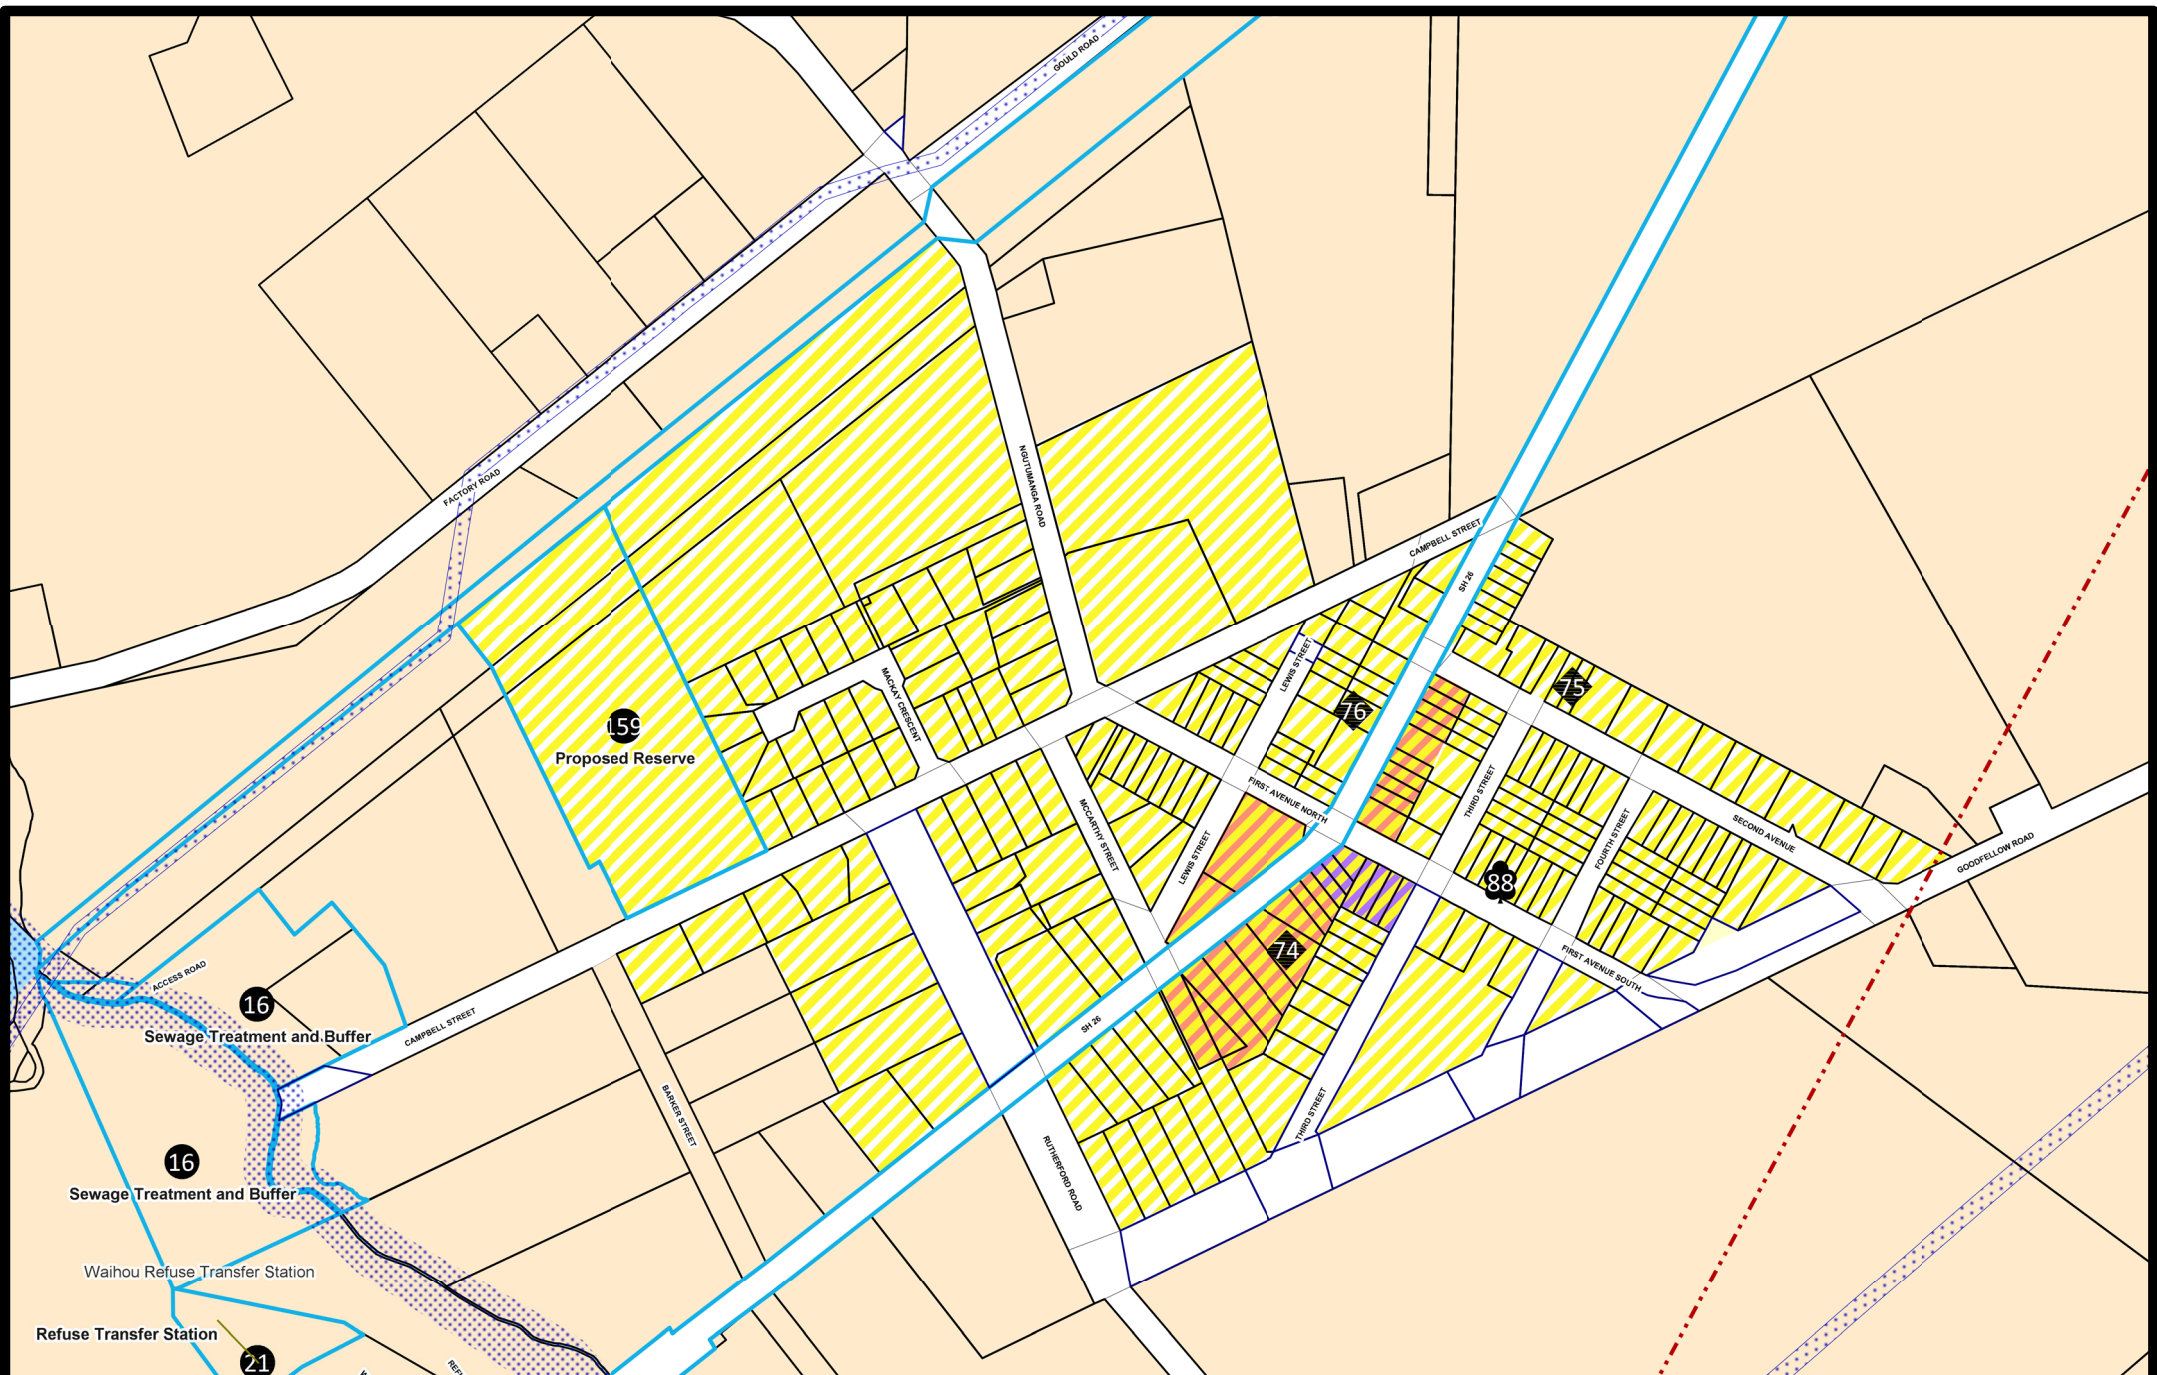 GOULD ROAD
FACTORY ROAD
NGUTUMANGA ROAD
CAMPBELL STREET
SH 26
LEWIS STREET
MACKAY CRESCENT
75
76
159
Proposed Reserve
FIRST AVENUE NORTH
THIRD STREET
MCCARTHY STREET
LEWIS STREET
FOURTH STREET
SECOND AVENUE
GOODFELLOW ROAD
88
74
FIRST AVENUE SOUTH
ACCESS ROAD
16
Sewage Treatment and Buffer
CAMPBELL STREET
SH 26
BARKER STREET
THIRD STREET
RUTHERFORD ROAD
16
Sewage Treatment and Buffer
Waihou Refuse Transfer Station
Refuse Transfer Station
21